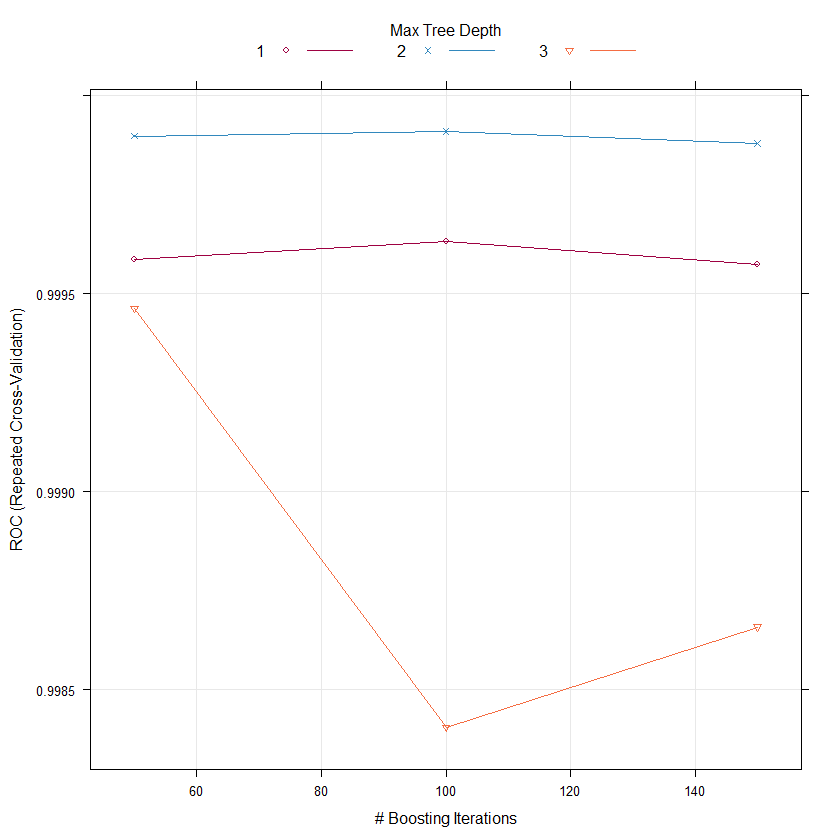 Max Tree Depth
1 2 3
0.9995
0.9990
0.9985
ROC (Repeated Cross-Validation)
60 80 100 120 140
# Boosting Iterations